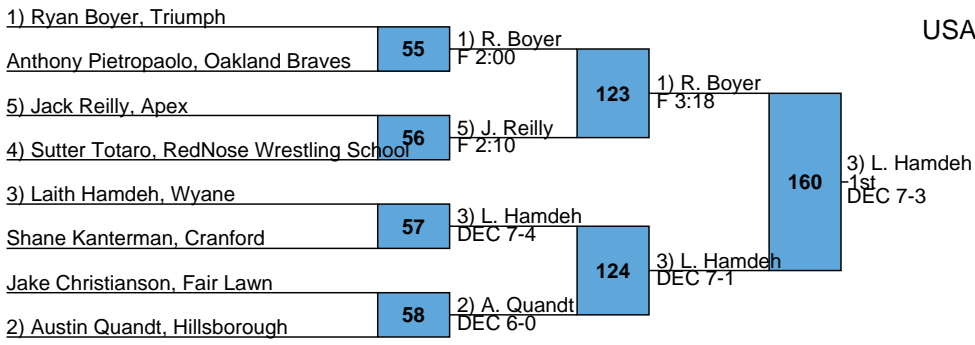 USA
1) Ryan Boyer, Triumph
55
Anthony Pietropaolo, Oakland Braves
1) R. Boyer
F 2:00
123
1) R. Boyer
F 3:18
5) Jack Reilly, Apex
56
4) Sutter Totaro, RedNose Wrestling School
5) J. Reilly
F 2:10
160
3) L. Hamdeh
1st
DEC 7-3
3) Laith Hamdeh, Wyane
57
Shane Kanterman, Cranford
3) L. Hamdeh
DEC 7-4
124
3) L. Hamdeh
DEC 7-1
Jake Christianson, Fair Lawn
58
2) Austin Quandt, Hillsborough
2) A. Quandt
DEC 6-0